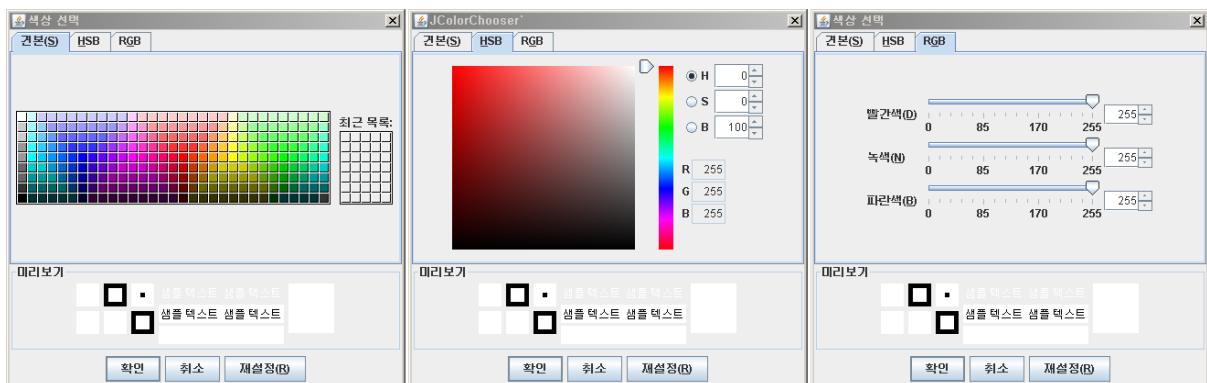 색상 선택
견본(S) HSB RGB
최근 목록:
미리보기
샘플 텍스트 샘플 텍스트
샘플 텍스트 샘플 텍스트
확인 취소 재설정(R)
JColorChooser`
견본(S) HSB RGB
H 0
S 0
B 100
R 255
G 255
B 255
미리보기
샘플 텍스트 샘플 텍스트
샘플 텍스트 샘플 텍스트
확인 취소 재설정(R)
색상 선택
견본(S) HSB RGB
빨간색(D) 255
0 85 170 255
녹색(N) 255
0 85 170 255
파란색(B) 255
0 85 170 255
미리보기
샘플 텍스트 샘플 텍스트
샘플 텍스트 샘플 텍스트
확인 취소 재설정(R)